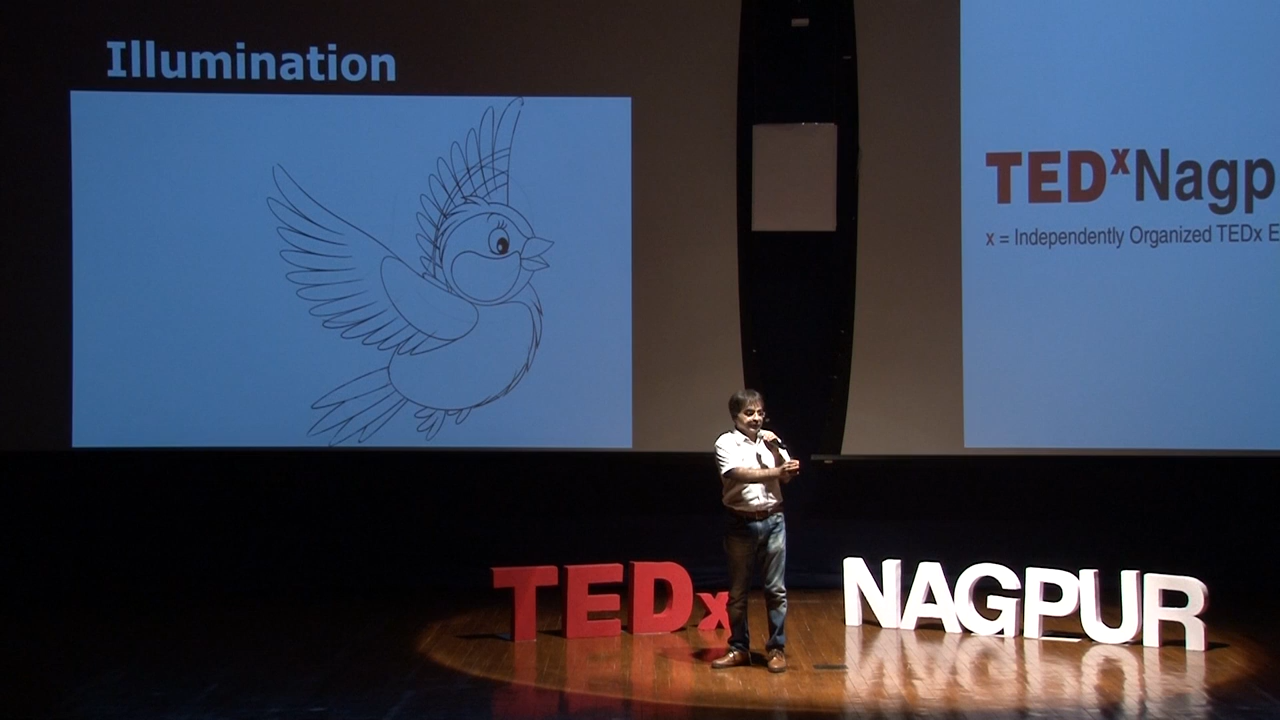 Illumination
TEDxNagp
x = Independently Organized TEDx E
TEDx
NAGPUR